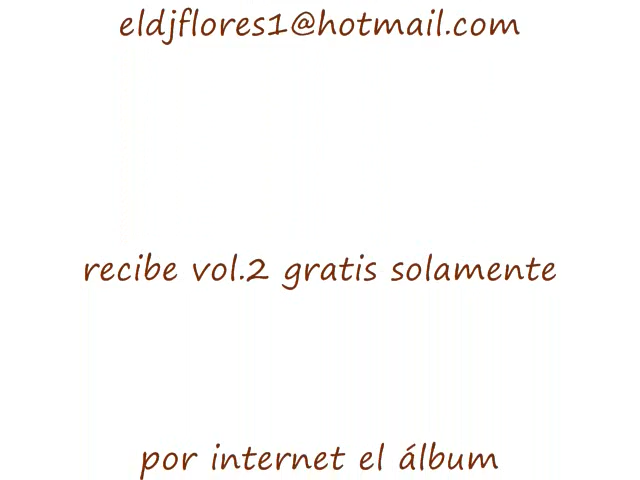 eldjflores1@hotmail.com
recibe vol.2 gratis solamente
por internet el álbum